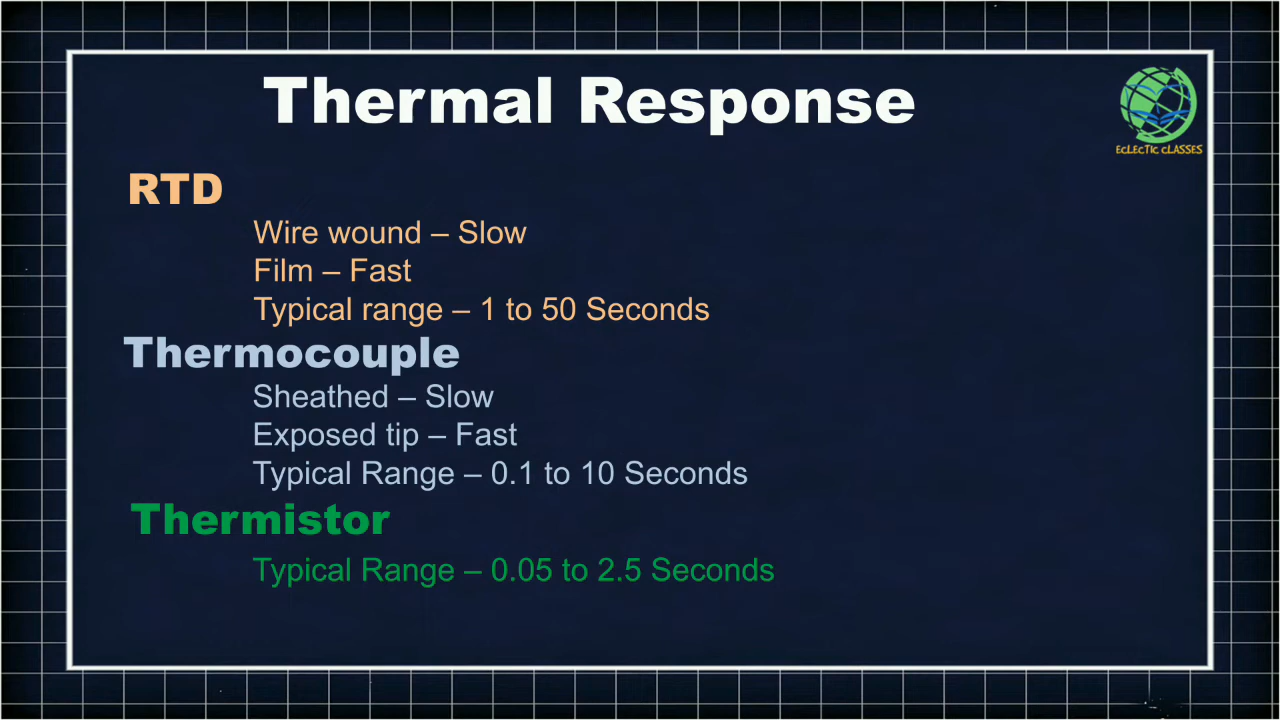 Thermal Response
ECLECTIC CLASSES
RTD
Wire wound – Slow
Film – Fast
Typical range – 1 to 50 Seconds
Thermocouple
Sheathed – Slow
Exposed tip – Fast
Typical Range – 0.1 to 10 Seconds
Thermistor
Typical Range – 0.05 to 2.5 Seconds